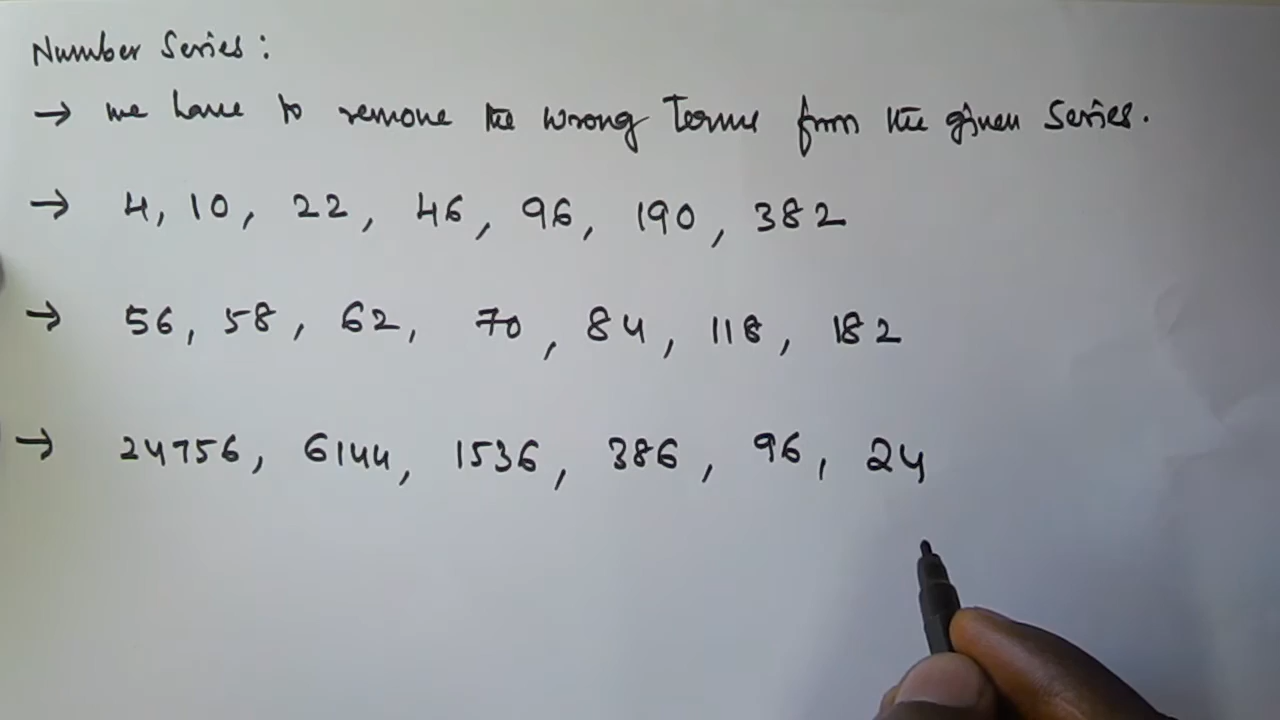 Number Series:
→ we have to remove the wrong Terms from the given Series.
→ 4, 10, 22, 46, 96, 190, 382
→ 56, 58, 62, 70, 84, 118, 182
→ 24756, 6144, 1536, 386, 96, 24